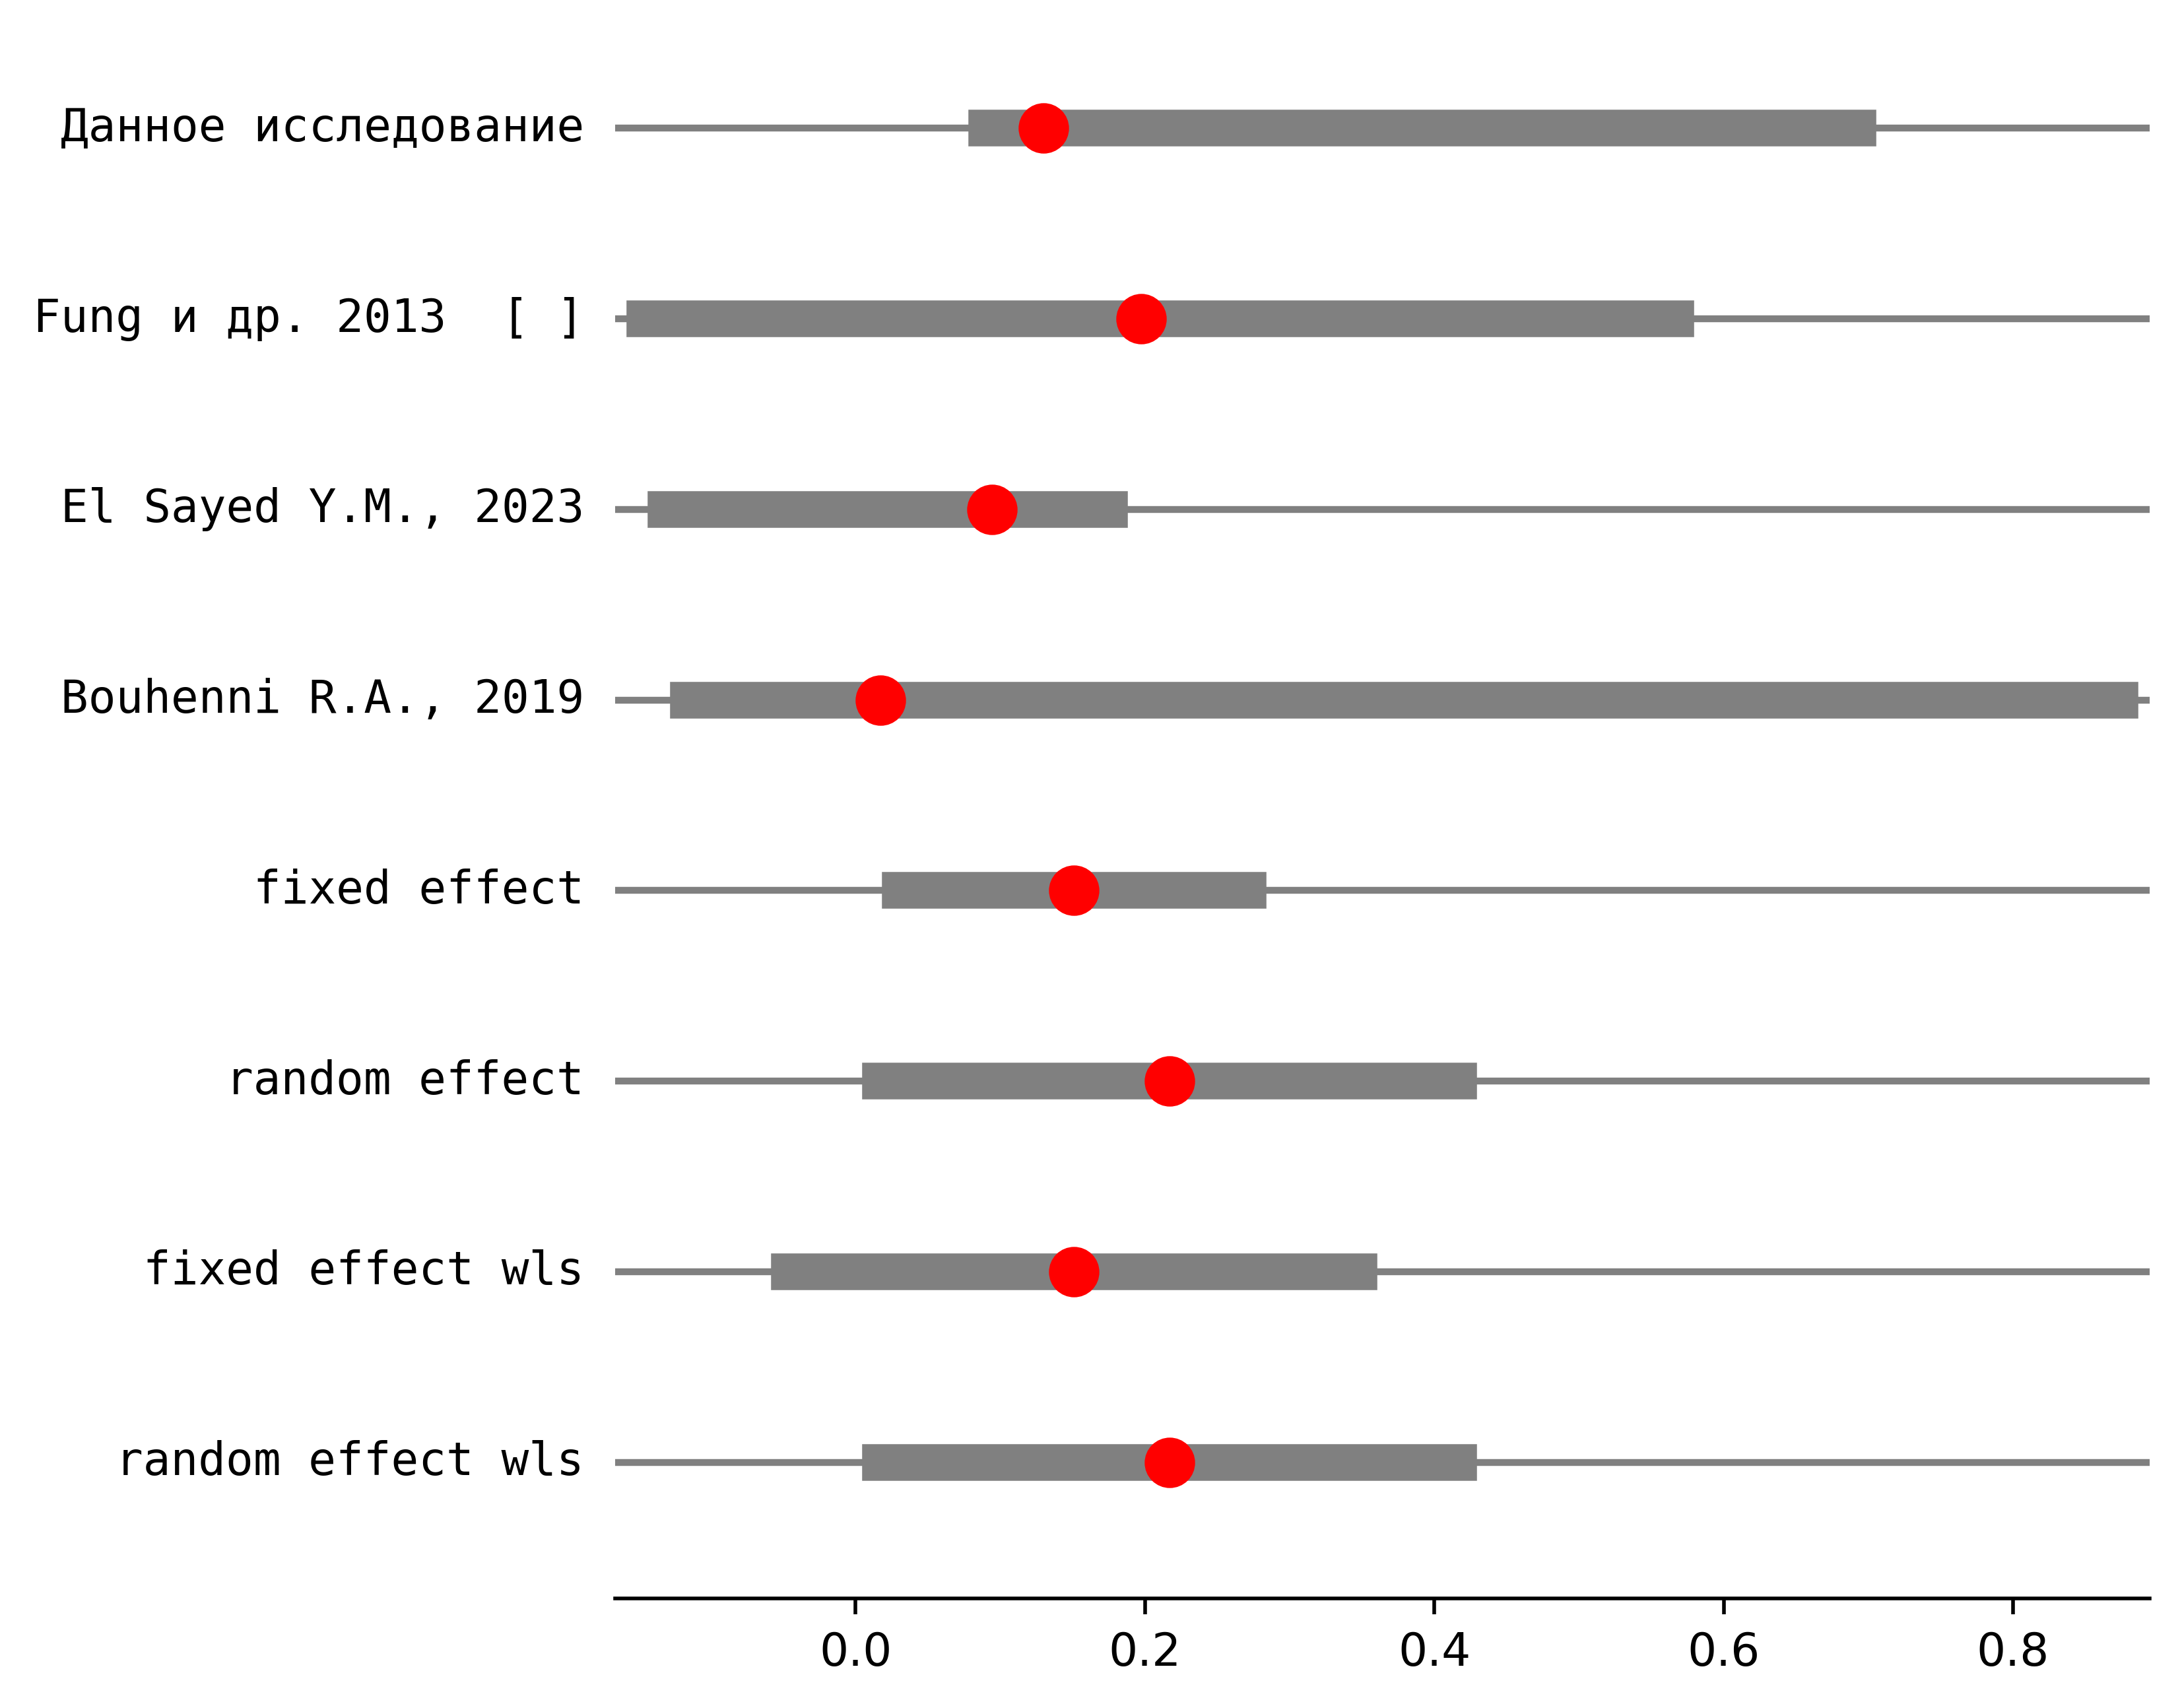 Данное исследование
Fung и др. 2013  [ ]
El Sayed Y.M., 2023
Bouhenni R.A., 2019
fixed effect
random effect
fixed effect wls
random effect wls
0.0 0.2 0.4 0.6 0.8